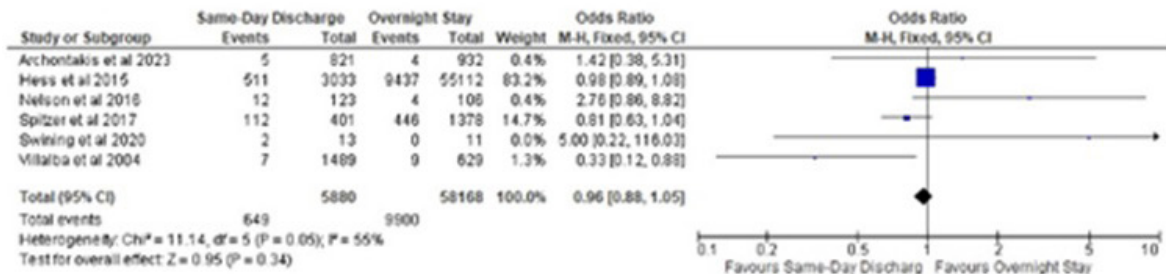 Same-Day Discharge Overnight Stay Odds Ratio Odds Ratio
Study or Subgroup Events Total Events Total Weight M-H, Fixed, 95% CI M-H, Fixed, 95% CI
Archontakis et al 2023 5 821 4 932 0.4% 1.42 [0.38, 5.31]
Hess et al 2015 511 3033 9437 55112 83.2% 0.98 [0.89, 1.08]
Nelson et al 2016 12 123 4 106 0.4% 2.76 [0.86, 8.82]
Spitzer et al 2017 112 401 446 1378 14.7% 0.81 [0.63, 1.04]
Swining et al 2020 2 13 0 11 0.0% 5.00 [0.22, 116.03]
Villalba et al 2004 7 1489 9 629 1.3% 0.33 [0.12, 0.88]
Total (95% CI) 5880 58168 100.0% 0.96 [0.88, 1.05]
Total events 649 9900
Heterogeneity: Chi² = 11.14, df = 5 (P = 0.05); I² = 55%
Test for overall effect: Z = 0.95 (P = 0.34)
0.1 0.2 0.5 1 2 5 10
Favours Same-Day Discharg Favours Overnight Stay